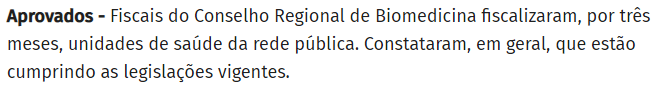 Aprovados - Fiscais do Conselho Regional de Biomedicina fiscalizaram, por três
meses, unidades de saúde da rede pública. Constataram, em geral, que estão
cumprindo as legislações vigentes.